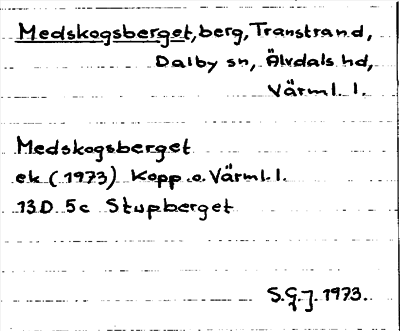 Medskogsberget, berg, Transtrand,
Dalby sn, Älvdals hd,
Värml. l.
Medskogsberget
ek (1973) Kopp. o. Värml. l.
13D 5c Stupberget
S.G.J. 1973.